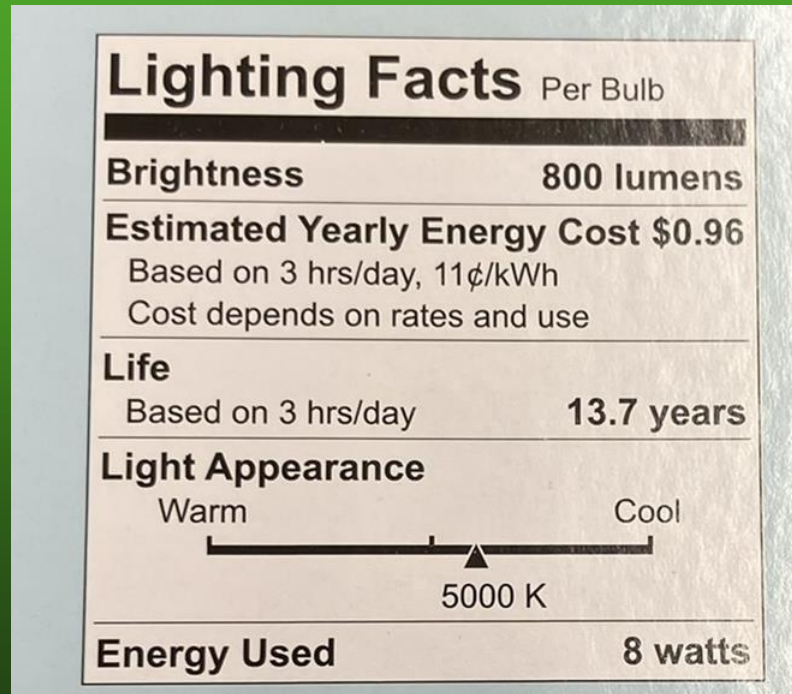 Lighting Facts Per Bulb
Brightness 800 lumens
Estimated Yearly Energy Cost $0.96
Based on 3 hrs/day, 11¢/kWh
Cost depends on rates and use
Life
Based on 3 hrs/day 13.7 years
Light Appearance
Warm Cool
5000 K
Energy Used 8 watts